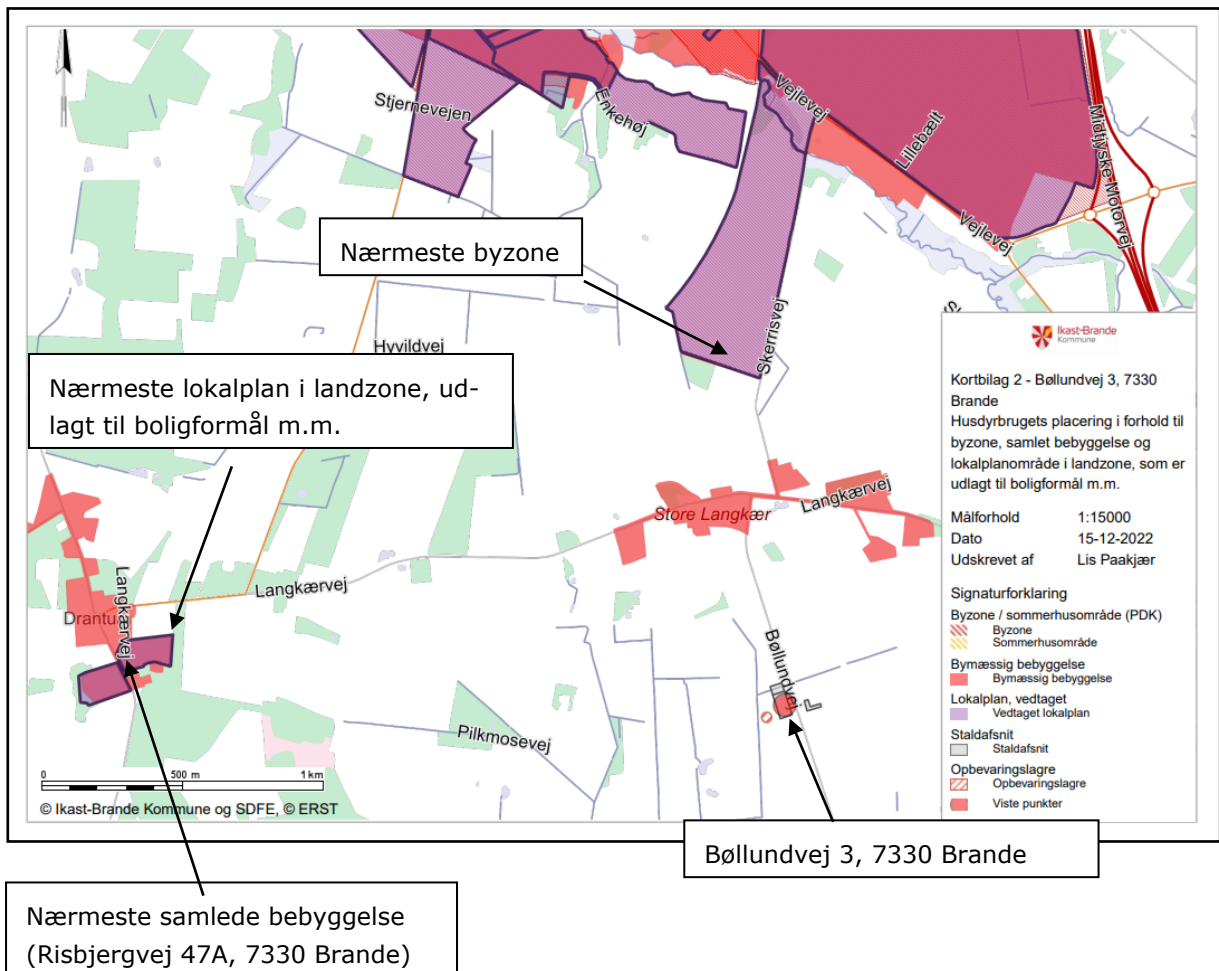 Stjernevejen
Enkehøj
Vejlevej
Lillebælt
Midtjyske Motorvej
Vejlevej
Nærmeste byzone
Skerrisvej
Hyvildvej
Nærmeste lokalplan i landzone, ud-
lagt til boligformål m.m.
Ikast-Brande
Kommune
Kortbilag 2 - Bøllundvej 3, 7330
Brande
Husdyrbrugets placering i forhold til
byzone, samlet bebyggelse og
lokalplanområde i landzone, som er
udlagt til boligformål m.m.
Målforhold 1:15000
Dato 15-12-2022
Udskrevet af Lis Paakjær
Signaturforklaring
Byzone / sommerhusområde (PDK)
Byzone
Sommerhusområde
Bymæssig bebyggelse
Bymæssig bebyggelse
Lokalplan, vedtaget
Vedtaget lokalplan
Staldafsnit
Staldafsnit
Opbevaringslagre
Opbevaringslagre
Viste punkter
Store Langkær
Langkærvej
Langkærvej
Langkærvej
Drantu
Bøllundvej
Pilkmosevej
0 500 m 1 km
© Ikast-Brande Kommune og SDFE, © ERST
Bøllundvej 3, 7330 Brande
Nærmeste samlede bebyggelse
(Risbjergvej 47A, 7330 Brande)